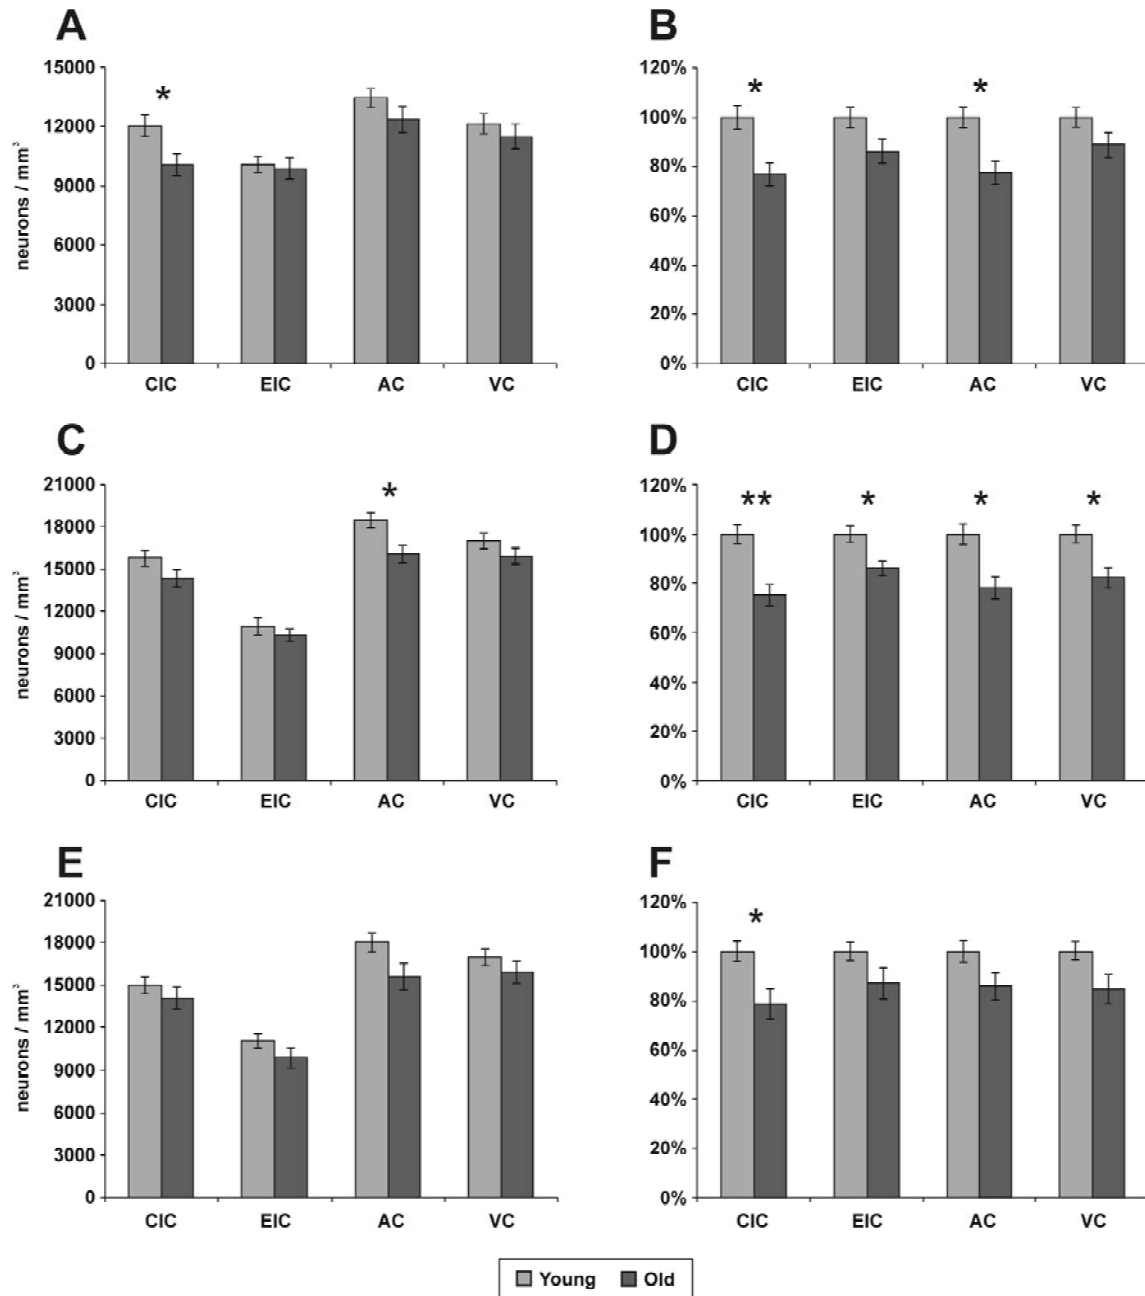 A
B
neurons / mm³
15000
12000
9000
6000
3000
0
*
CIC
EIC
AC
VC
120%
100%
80%
60%
40%
20%
0%
*
*
CIC
EIC
AC
VC
C
D
neurons / mm³
21000
18000
15000
12000
9000
6000
3000
0
*
CIC
EIC
AC
VC
120%
100%
80%
60%
40%
20%
0%
**
*
*
*
CIC
EIC
AC
VC
E
F
neurons / mm³
21000
18000
15000
12000
9000
6000
3000
0
CIC
EIC
AC
VC
120%
100%
80%
60%
40%
20%
0%
*
CIC
EIC
AC
VC
Young
Old